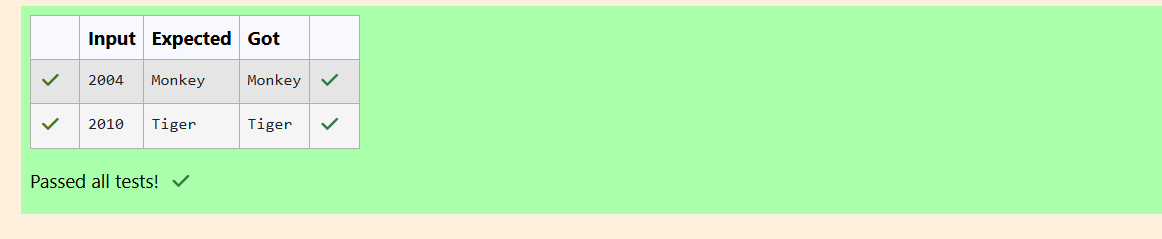 Input Expected Got
2004 Monkey Monkey
2010 Tiger Tiger
Passed all tests!